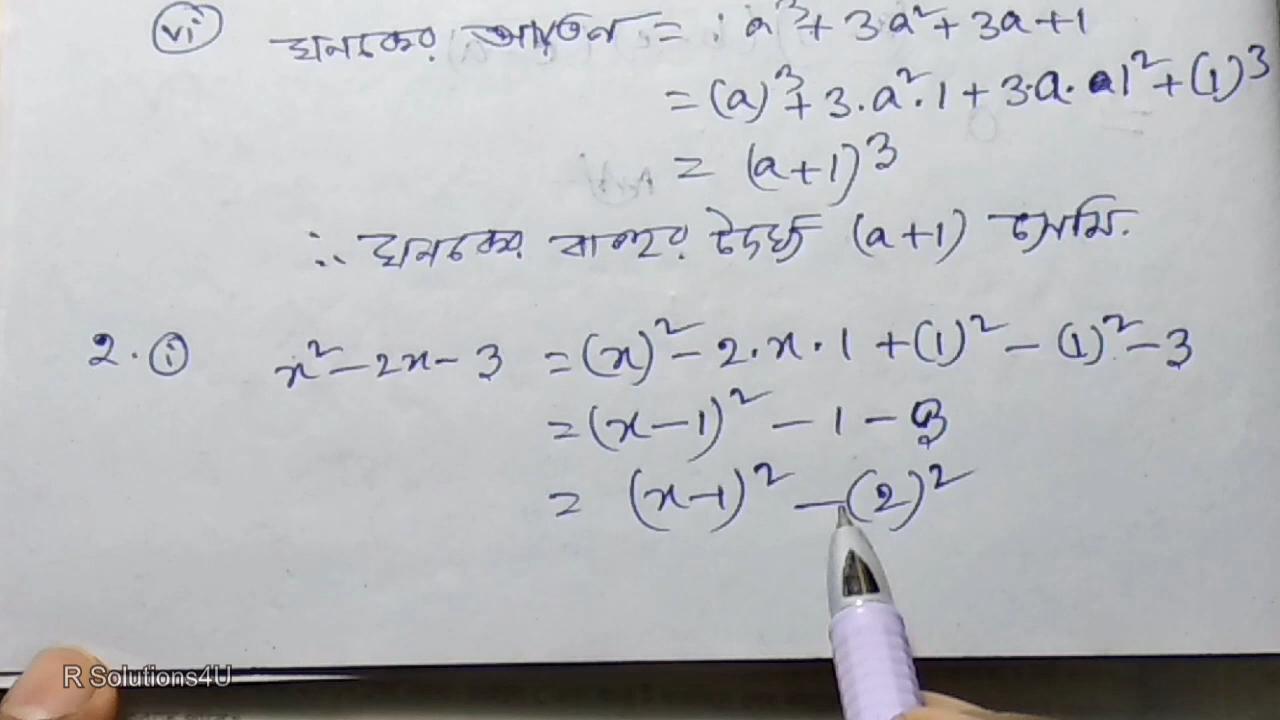 (vi) ঘনকের আয়তন = a³ + 3a² + 3a + 1
= (a)³ + 3.a².1 + 3.a.1² + (1)³
= (a+1)³
∴ ঘনকের বাহুর দৈর্ঘ্য (a+1) সেমি.
2. (i) x² - 2x - 3 = (x)² - 2.x.1 + (1)² - (1)² - 3
= (x-1)² - 1 - 3
= (x-1)² - (2)²
R Solutions4U